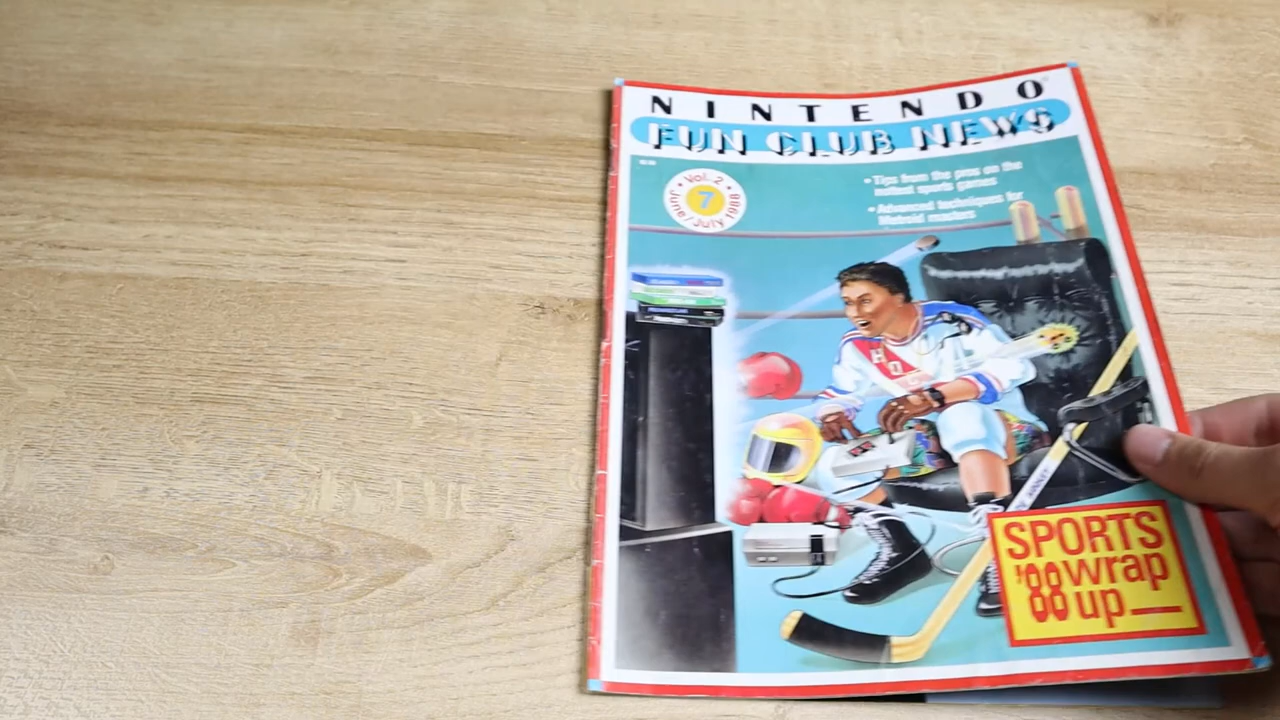 NINTENDO
FUN CLUB NEWS
Vol. 2
7
June/July 1988
• Tips from the pros on the
hottest sports games
• Advanced techniques for
Metroid masters
SPORTS
'88 wrap
up